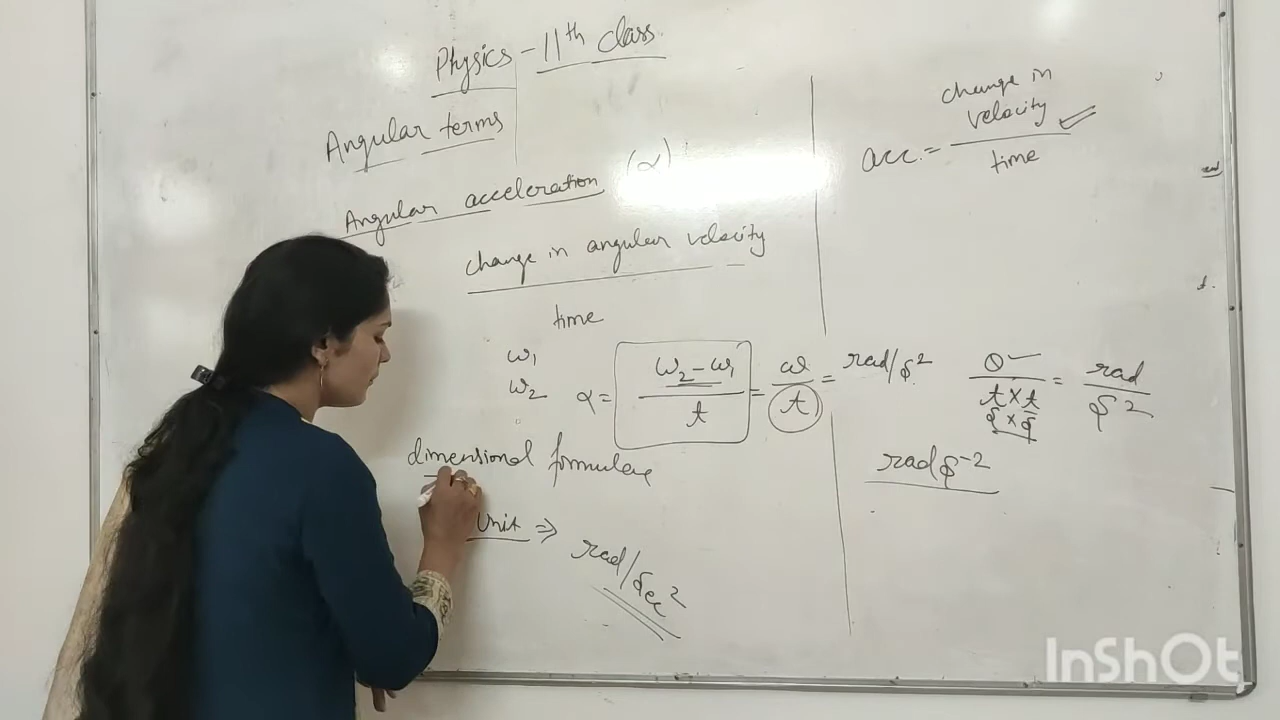 Physics - 11th class
Angular terms
Angular acceleration (α)
change in angular velocity
time
ω1
ω2
α = ω2 - ω1 / t = ω / t = rad/s²
dimensional formulae
Unit ⇒ rad/sec²
acc. = change in velocity / time
θ / t × t = rad / s²
s × s
rad s⁻²
InShOt